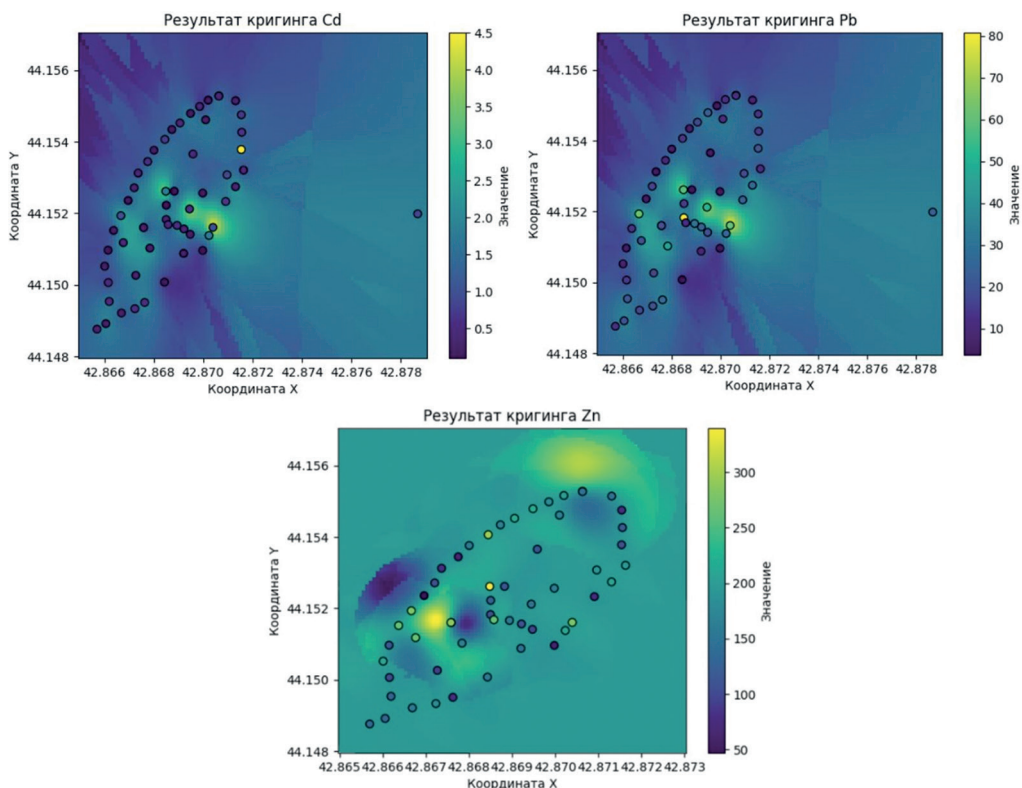 Результат кригинга Cd
44.156
44.154
44.152
44.150
44.148
Координата Y
42.866 42.868 42.870 42.872 42.874 42.876 42.878
Координата X
4.5
4.0
3.5
3.0
2.5
2.0
1.5
1.0
0.5
Значение
Результат кригинга Pb
44.156
44.154
44.152
44.150
44.148
Координата Y
42.866 42.868 42.870 42.872 42.874 42.876 42.878
Координата X
80
70
60
50
40
30
20
10
Значение
Результат кригинга Zn
44.156
44.154
44.152
44.150
44.148
Координата Y
42.865 42.866 42.867 42.868 42.869 42.870 42.871 42.872 42.873
Координата X
300
250
200
150
100
50
Значение